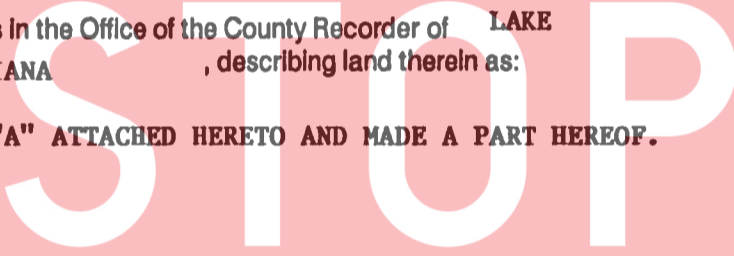 s in the Office of the County Recorder of LAKE
IANA , describing land therein as:
"A" ATTACHED HERETO AND MADE A PART HEREOF.
STOP